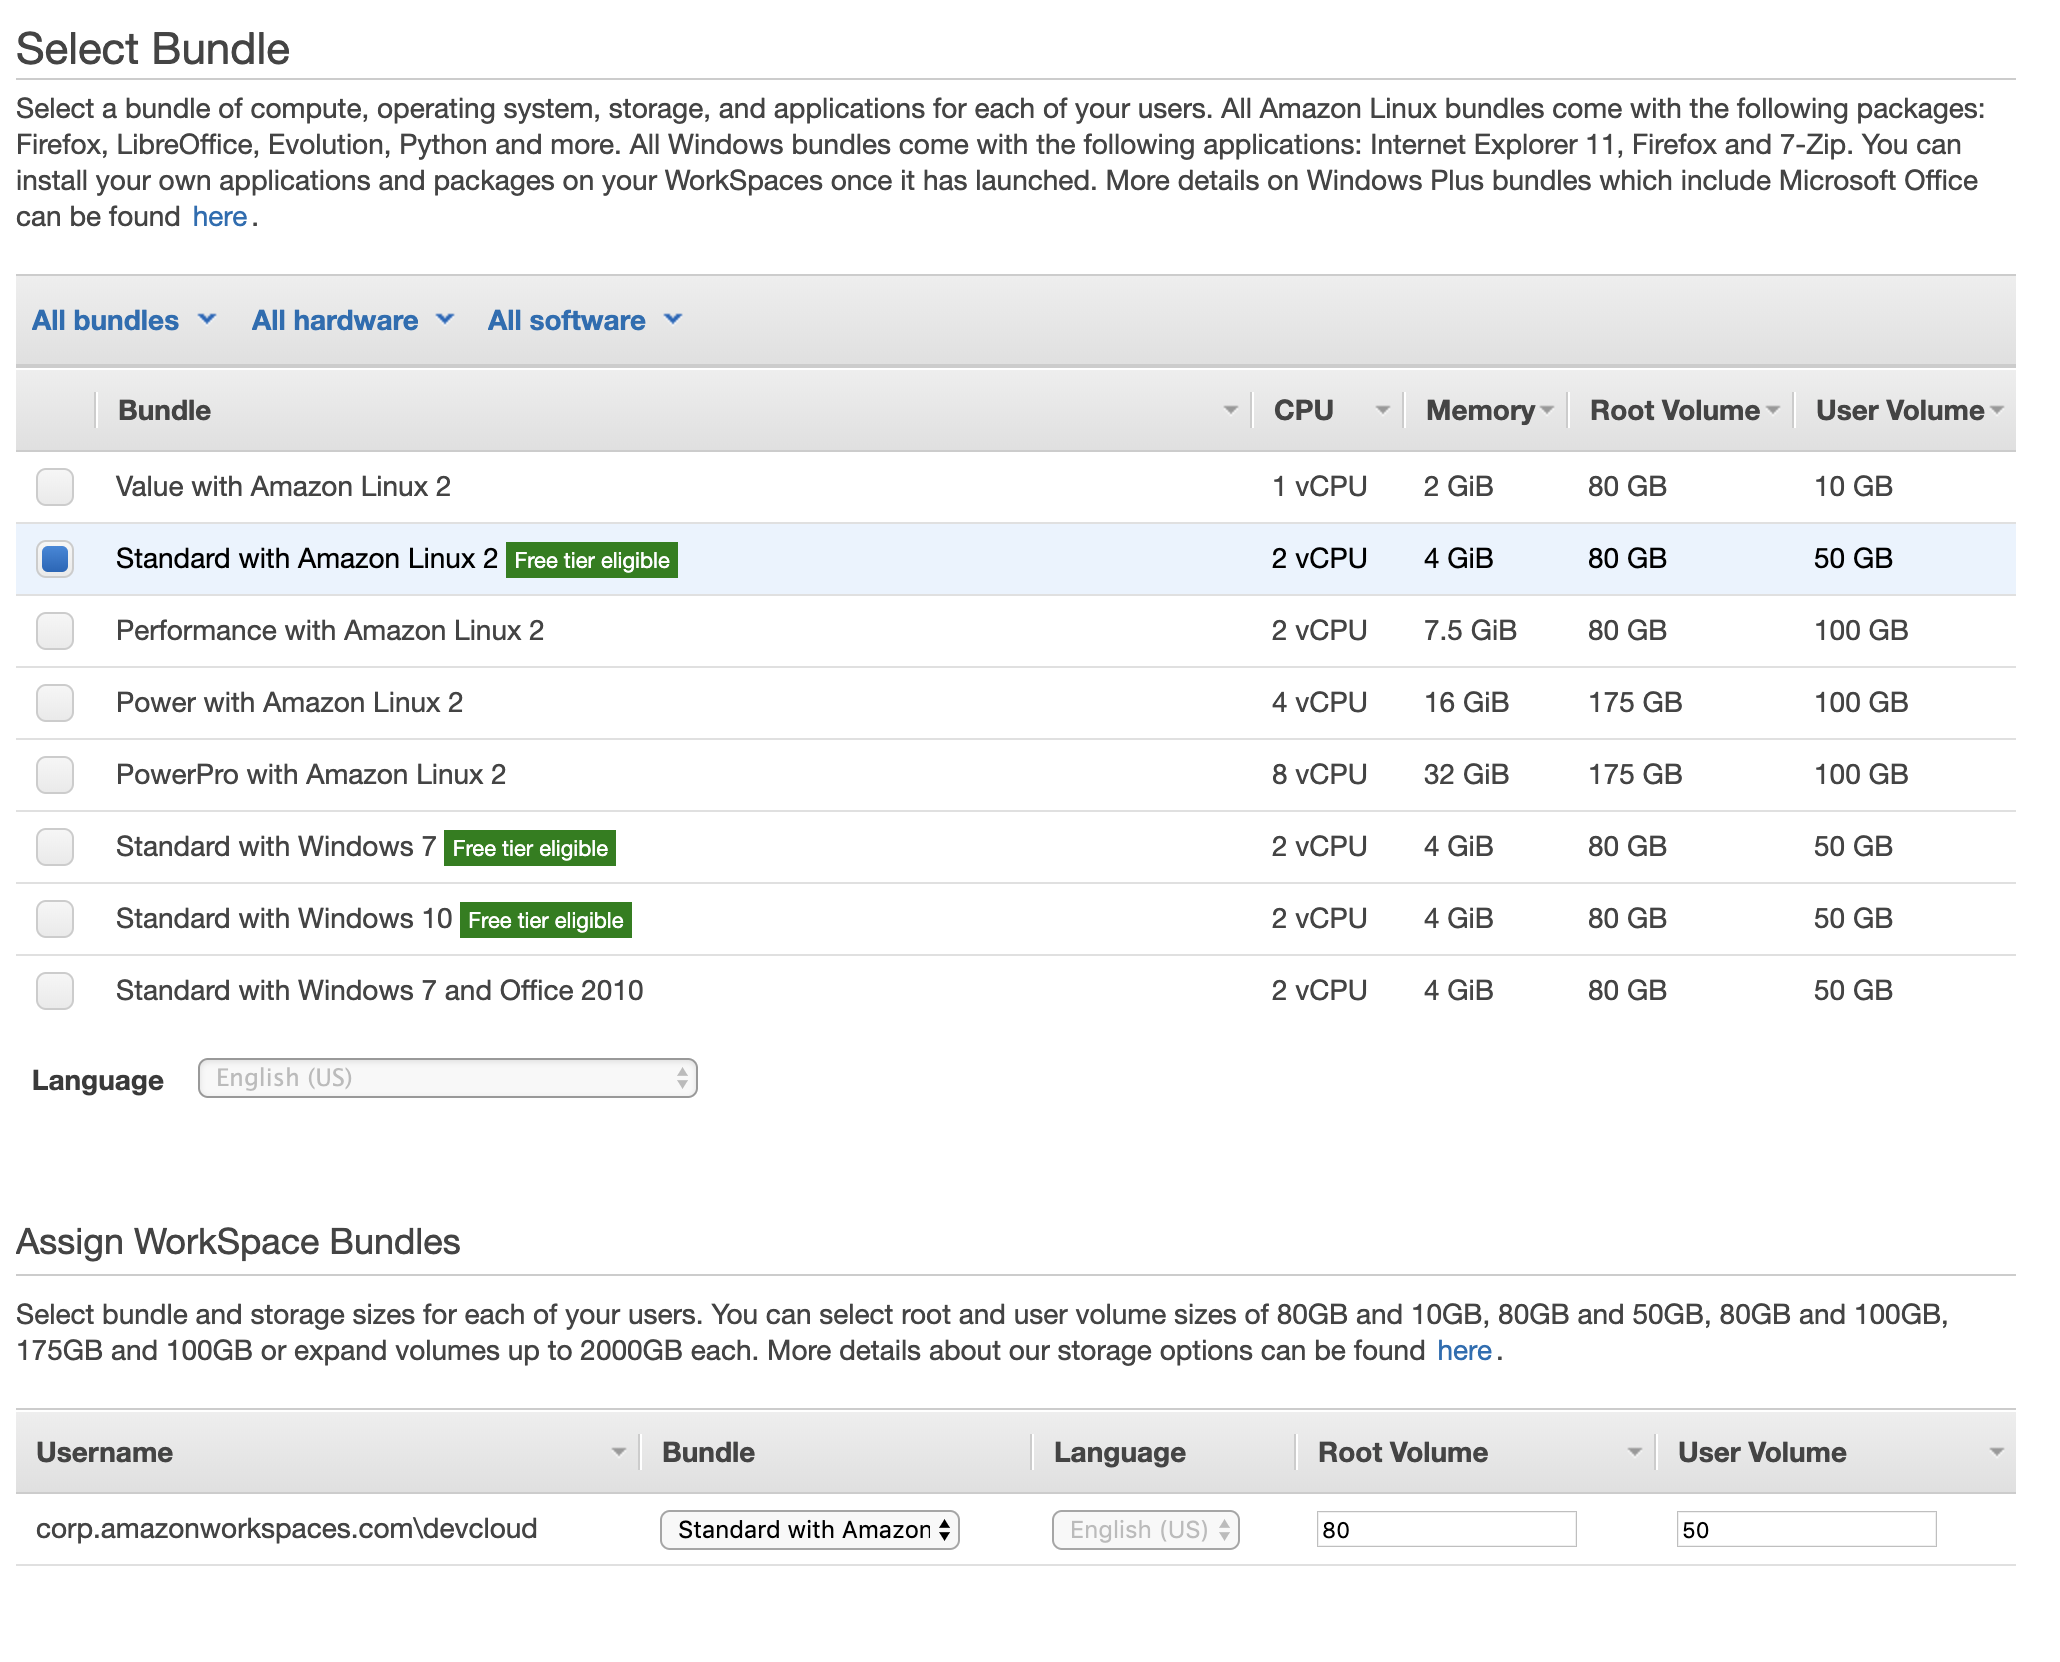 Select Bundle
Select a bundle of compute, operating system, storage, and applications for each of your users. All Amazon Linux bundles come with the following packages:
Firefox, LibreOffice, Evolution, Python and more. All Windows bundles come with the following applications: Internet Explorer 11, Firefox and 7-Zip. You can
install your own applications and packages on your WorkSpaces once it has launched. More details on Windows Plus bundles which include Microsoft Office
can be found here.
All bundles All hardware All software
Bundle CPU Memory Root Volume User Volume
Value with Amazon Linux 2 1 vCPU 2 GiB 80 GB 10 GB
Standard with Amazon Linux 2 Free tier eligible 2 vCPU 4 GiB 80 GB 50 GB
Performance with Amazon Linux 2 2 vCPU 7.5 GiB 80 GB 100 GB
Power with Amazon Linux 2 4 vCPU 16 GiB 175 GB 100 GB
PowerPro with Amazon Linux 2 8 vCPU 32 GiB 175 GB 100 GB
Standard with Windows 7 Free tier eligible 2 vCPU 4 GiB 80 GB 50 GB
Standard with Windows 10 Free tier eligible 2 vCPU 4 GiB 80 GB 50 GB
Standard with Windows 7 and Office 2010 2 vCPU 4 GiB 80 GB 50 GB
Language English (US)
Assign WorkSpace Bundles
Select bundle and storage sizes for each of your users. You can select root and user volume sizes of 80GB and 10GB, 80GB and 50GB, 80GB and 100GB,
175GB and 100GB or expand volumes up to 2000GB each. More details about our storage options can be found here.
Username Bundle Language Root Volume User Volume
corp.amazonworkspaces.com\devcloud Standard with Amazon English (US) 80 50